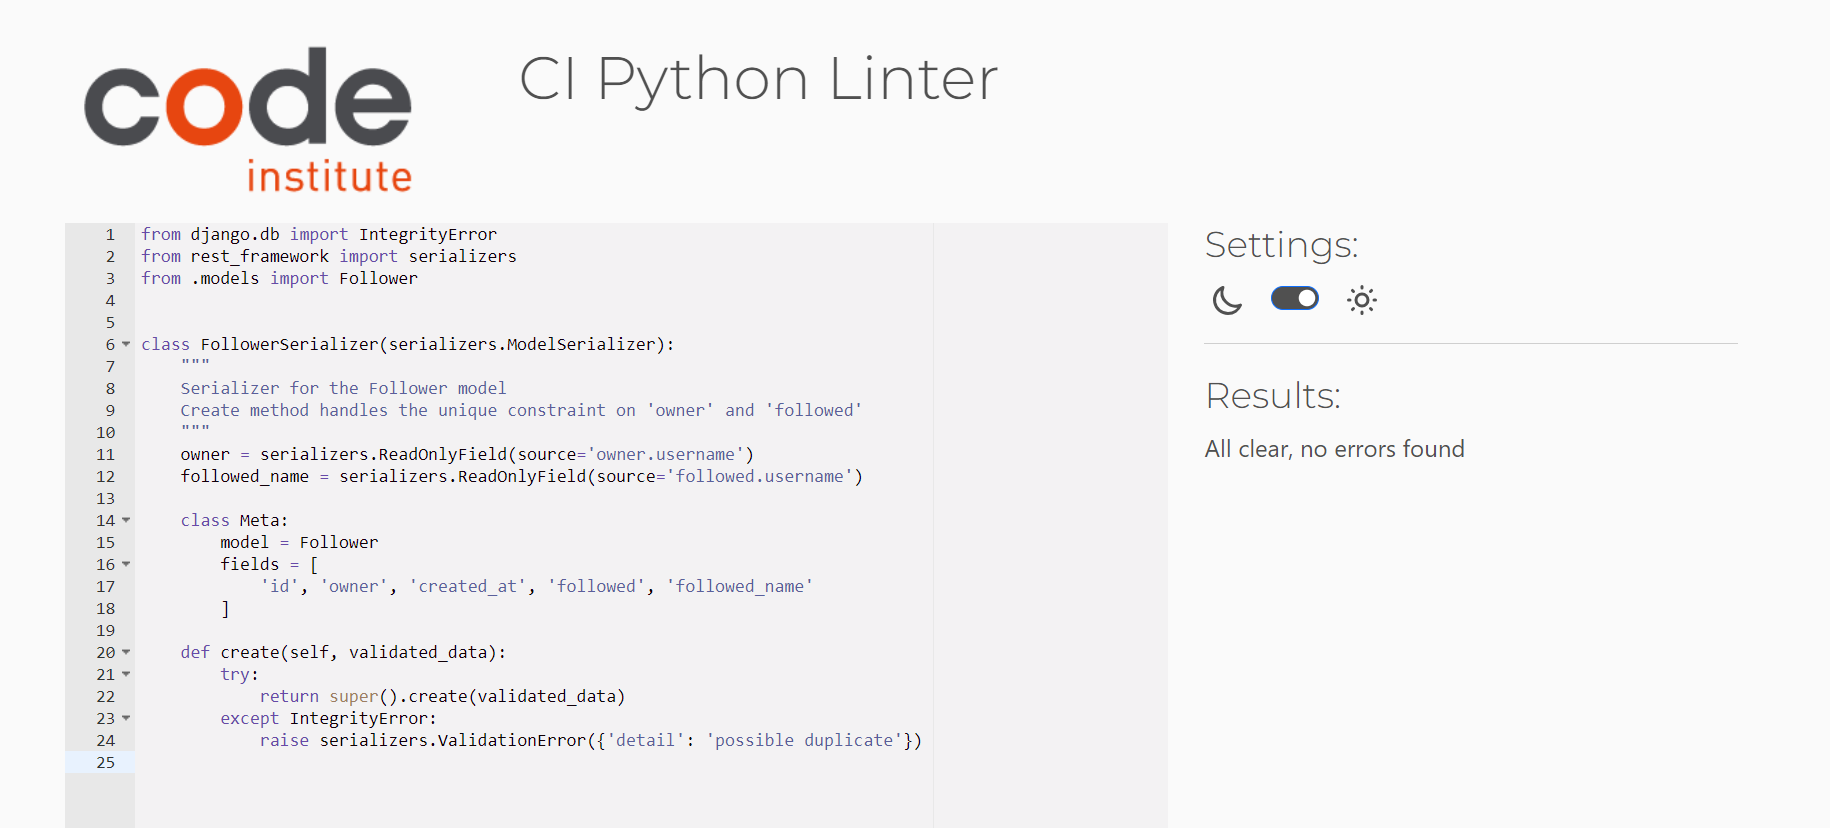 code
institute
CI Python Linter
1 from django.db import IntegrityError
2 from rest_framework import serializers
3 from .models import Follower
4
5
6 class FollowerSerializer(serializers.ModelSerializer):
7     """
8     Serializer for the Follower model
9     Create method handles the unique constraint on 'owner' and 'followed'
10     """
11     owner = serializers.ReadOnlyField(source='owner.username')
12     followed_name = serializers.ReadOnlyField(source='followed.username')
13
14     class Meta:
15         model = Follower
16         fields = [
17             'id', 'owner', 'created_at', 'followed', 'followed_name'
18         ]
19
20     def create(self, validated_data):
21         try:
22             return super().create(validated_data)
23         except IntegrityError:
24             raise serializers.ValidationError({'detail': 'possible duplicate'})
25
Settings:
Results:
All clear, no errors found